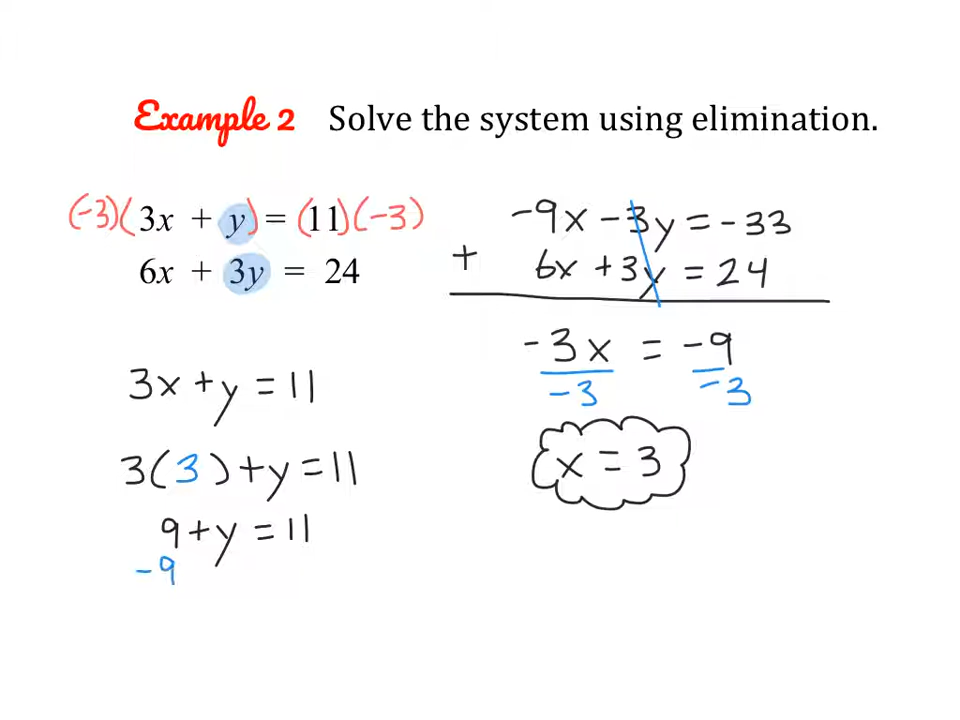 Example 2 Solve the system using elimination.
(-3)(3x + y) = (11)(-3)
6x + 3y = 24
-9x - 3y = -33
+ 6x + 3y = 24
-3x = -9
-3 -3
x = 3
3x + y = 11
3(3) + y = 11
9 + y = 11
-9